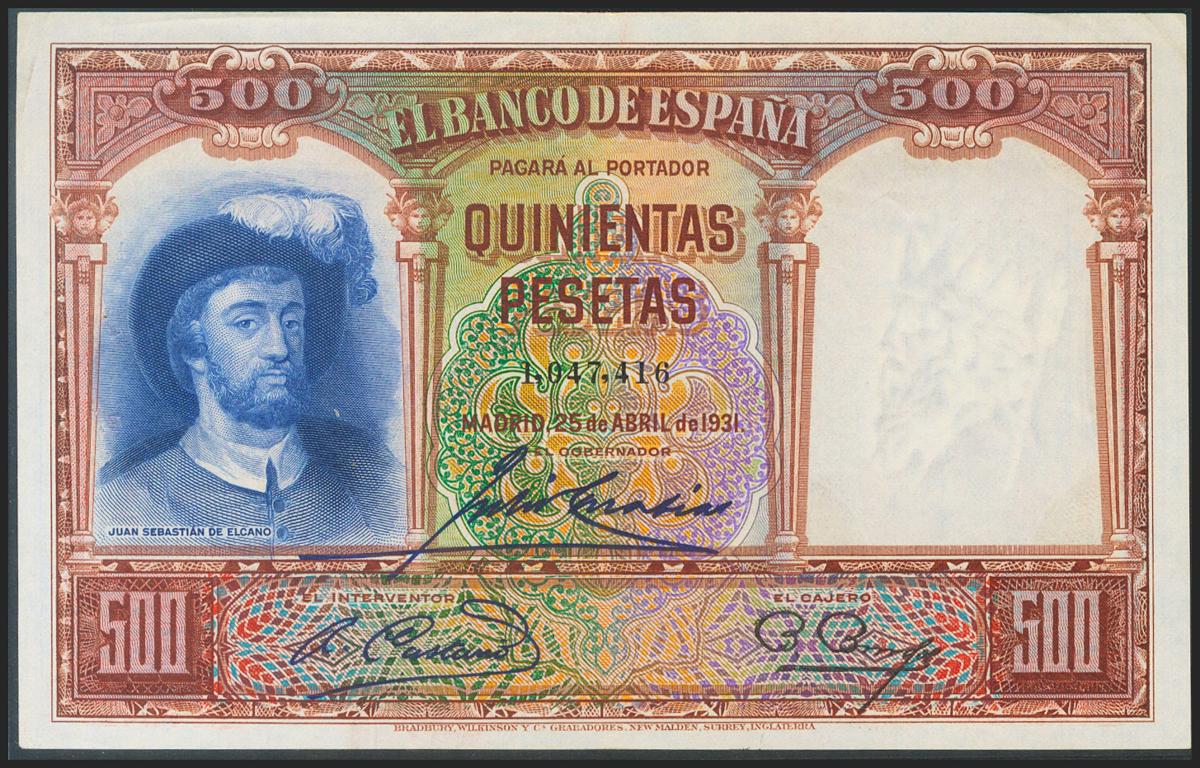 500
500
EL BANCO DE ESPAÑA
PAGARÁ AL PORTADOR
QUINIENTAS
PESETAS
1,947,416
MADRID, 25 de ABRIL de 1931.
EL GOBERNADOR
JUAN SEBASTIÁN DE ELCANO
500
EL INTERVENTOR
EL CAJERO
500
BRADBURY, WILKINSON Y Cª GRABADORES, NEW MALDEN, SURREY, INGLATERRA